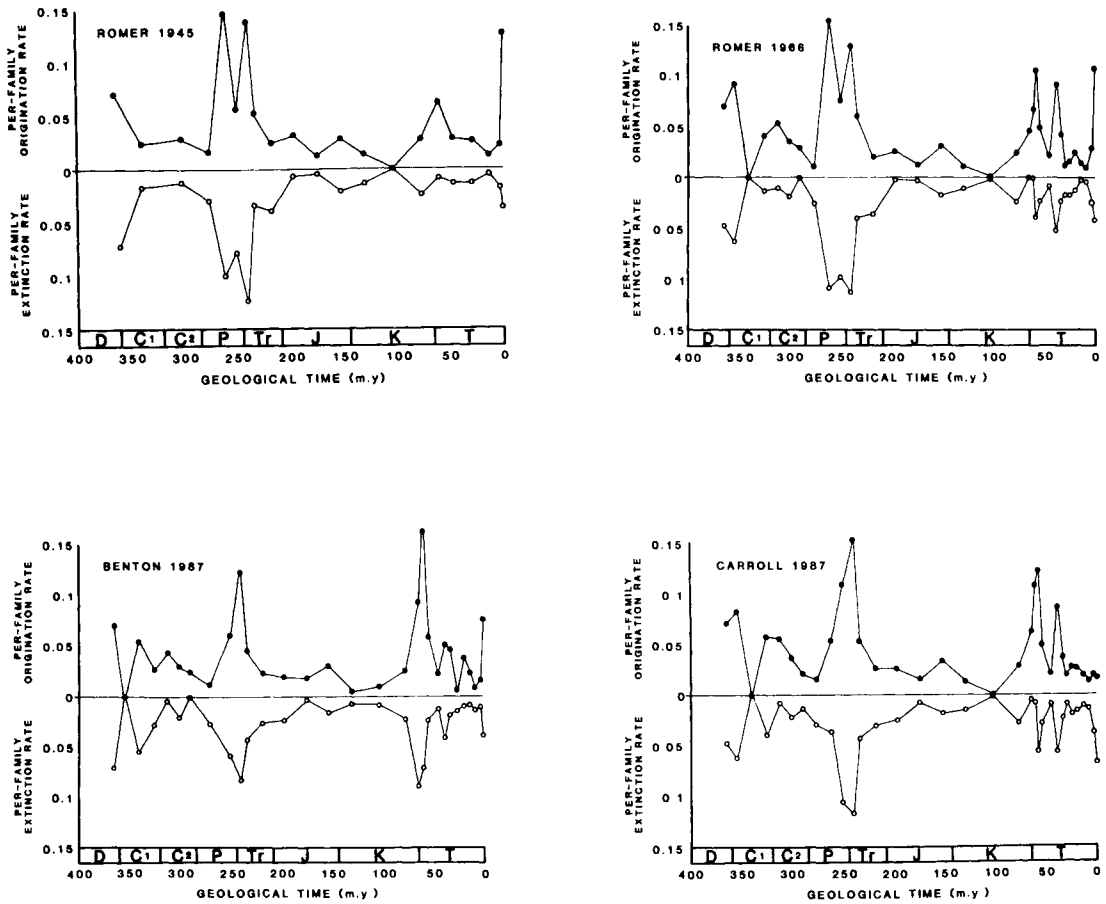 ROMER 1945
PER-FAMILY
ORIGINATION RATE
PER-FAMILY
EXTINCTION RATE
0.15
0.1
0.05
0
0.05
0.1
0.15
D C1 C2 P Tr J K T
400 350 300 250 200 150 100 50 0
GEOLOGICAL TIME (m.y)
ROMER 1966
PER-FAMILY
ORIGINATION RATE
PER-FAMILY
EXTINCTION RATE
0.15
0.1
0.05
0
0 05
0 1
0.15
D C1 C2 P Tr J K T
400 350 300 250 200 150 100 50 0
GEOLOGICAL TIME (m.y)
BENTON 1987
PER-FAMILY
ORIGINATION RATE
PER-FAMILY
EXTINCTION RATE
0.15
0.1
0.05
0
0.05
0.1
0.15
D C1 C2 P Tr J K T
400 350 300 250 200 150 100 50 0
GEOLOGICAL TIME (m.y)
CARROLL 1987
PER-FAMILY
ORIGINATION RATE
PER-FAMILY
EXTINCTION RATE
0.15
0.1
0.05
0
0.05
0 1
0.15
D C1 C2 P Tr J K T
400 350 300 250 200 150 100 50 0
GEOLOGICAL TIME (m.y)